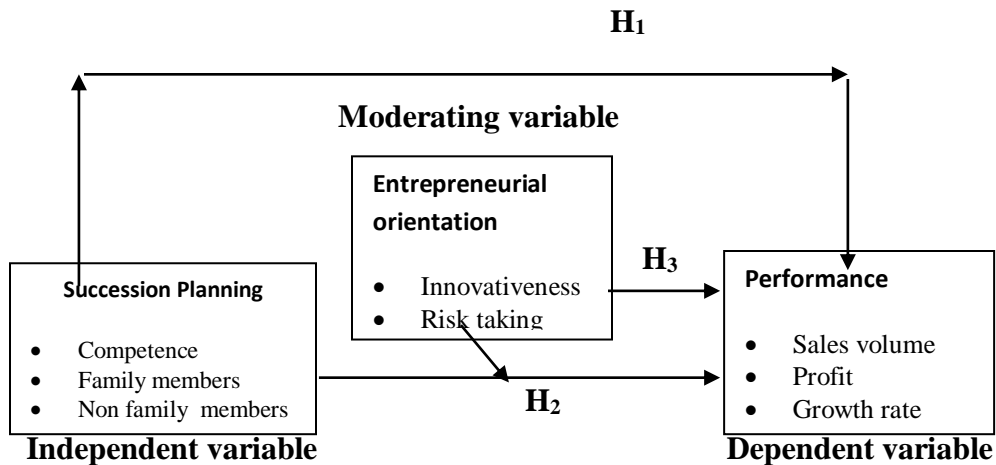 H1
Moderating variable
Entrepreneurial
orientation
• Innovativeness
• Risk taking
H3
Succession Planning
• Competence
• Family members
• Non family members
Performance
• Sales volume
• Profit
• Growth rate
H2
Independent variable
Dependent variable